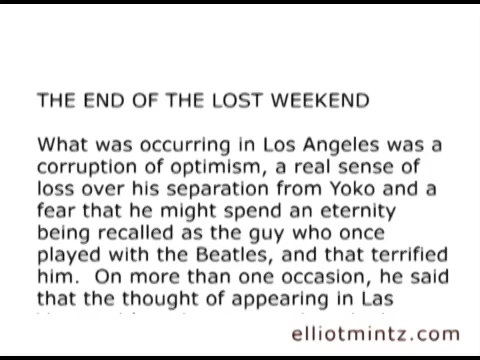 THE END OF THE LOST WEEKEND
What was occurring in Los Angeles was a
corruption of optimism, a real sense of
loss over his separation from Yoko and a
fear that he might spend an eternity
being recalled as the guy who once
played with the Beatles, and that terrified
him.  On more than one occasion, he said
that the thought of appearing in Las
elliotmintz.com